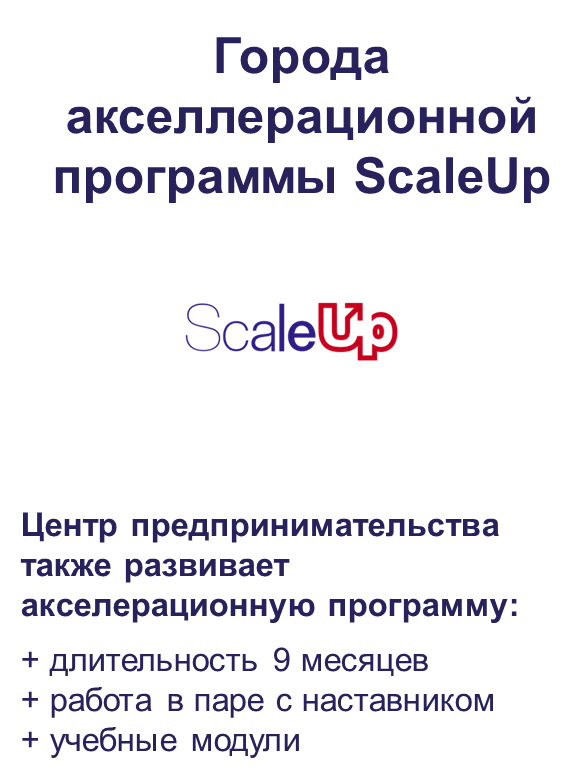 Города
акселлерационной
программы ScaleUp
ScaleUp
Центр предпринимательства
также развивает
акселерационную программу:
+ длительность 9 месяцев
+ работа в паре с наставником
+ учебные модули